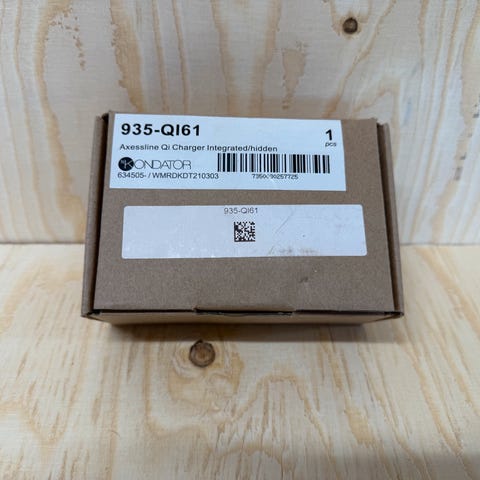 935-QI61
1
pcs
Axessline Qi Charger Integrated/hidden
KONDATOR
634505- / WMRDKDT210303
935-QI61